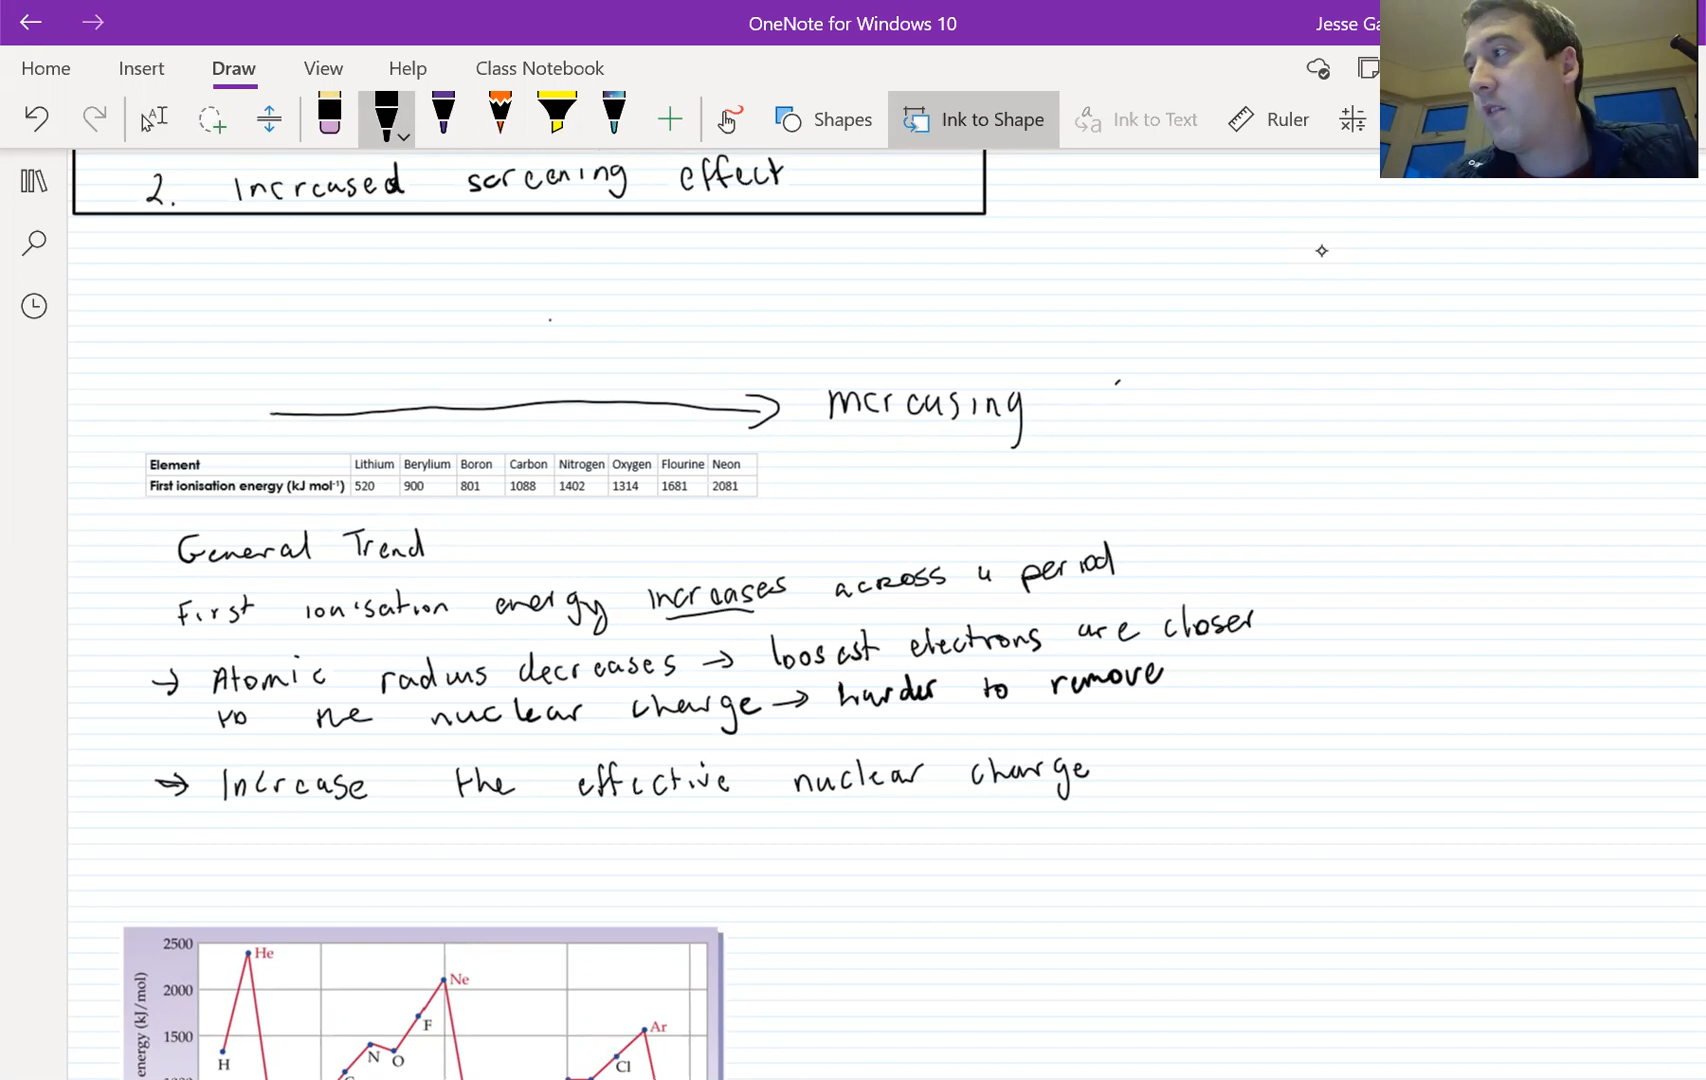 OneNote for Windows 10
Jesse Ga
Home Insert Draw View Help Class Notebook
Shapes Ink to Shape Ink to Text Ruler
2. Increased screening effect
increasing
Element Lithium Berylium Boron Carbon Nitrogen Oxygen Flourine Neon
First ionisation energy (kJ mol⁻¹) 520 900 801 1088 1402 1314 1681 2081
General Trend
First ionisation energy increases across a period
→ Atomic radius decreases → loosest electrons are closer
to the nuclear charge → harder to remove
→ Increase the effective nuclear charge
2500 He
2000 Ne
energy (kJ/mol)
1500 H N O F Cl Ar